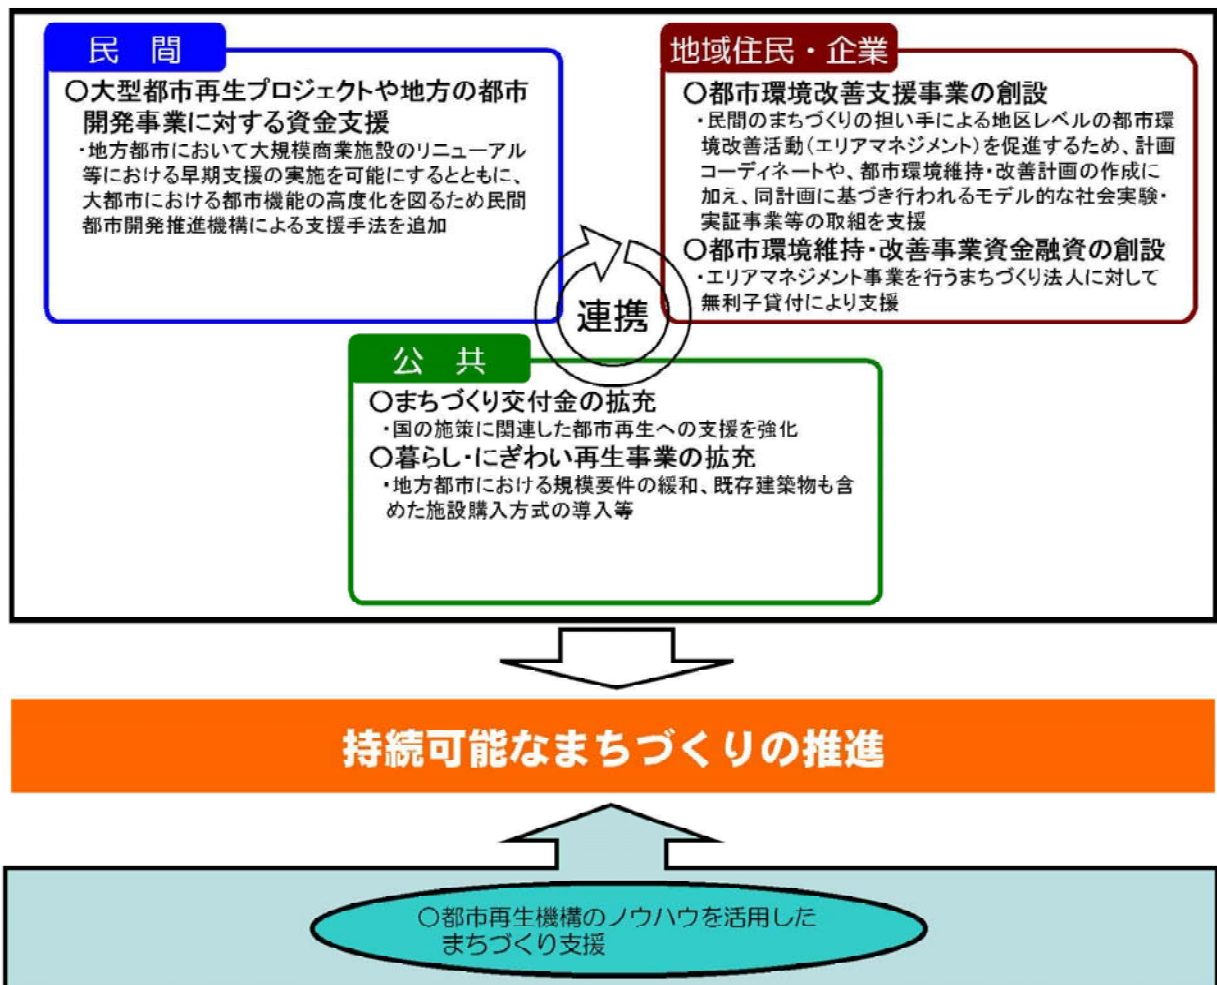 民 間
〇大型都市再生プロジェクトや地方の都市
開発事業に対する資金支援
・地方都市において大規模商業施設のリニューアル
等における早期支援の実施を可能にするとともに、
大都市における都市機能の高度化を図るため民間
都市開発推進機構による支援手法を追加
地域住民・企業
〇都市環境改善支援事業の創設
・民間のまちづくりの担い手による地区レベルの都市環
境改善活動(エリアマネジメント)を促進するため、計画
コーディネートや、都市環境維持・改善計画の作成に
加え、同計画に基づき行われるモデル的な社会実験・
実証事業等の取組を支援
〇都市環境維持・改善事業資金融資の創設
・エリアマネジメント事業を行うまちづくり法人に対して
無利子貸付により支援
連携
公 共
〇まちづくり交付金の拡充
・国の施策に関連した都市再生への支援を強化
〇暮らし・にぎわい再生事業の拡充
・地方都市における規模要件の緩和、既存建築物も含
めた施設購入方式の導入等
持続可能なまちづくりの推進
〇都市再生機構のノウハウを活用した
まちづくり支援